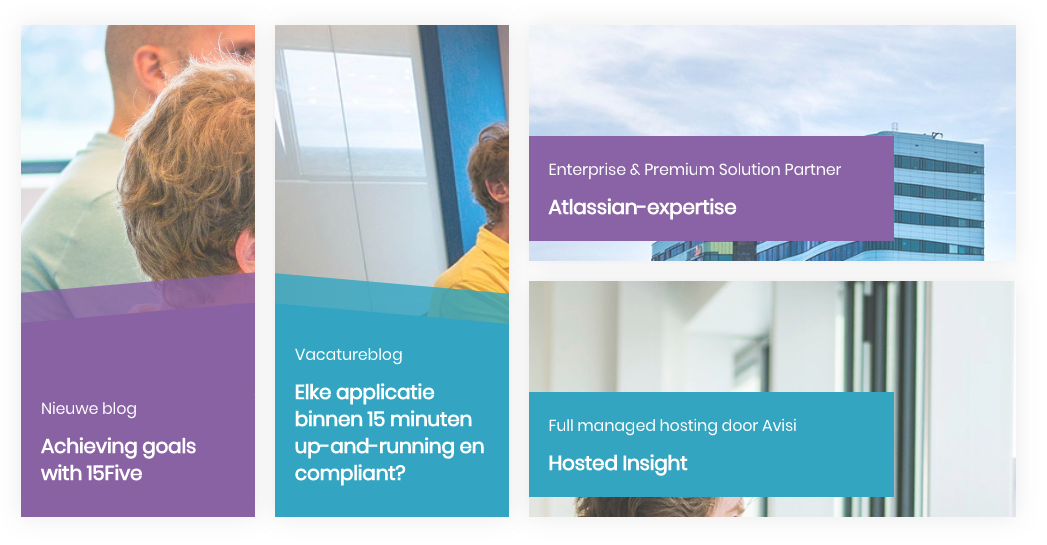 Nieuwe blog
Achieving goals
with 15Five
Vacatureblog
Elke applicatie
binnen 15 minuten
up-and-running en
compliant?
Enterprise & Premium Solution Partner
Atlassian-expertise
Full managed hosting door Avisi
Hosted Insight